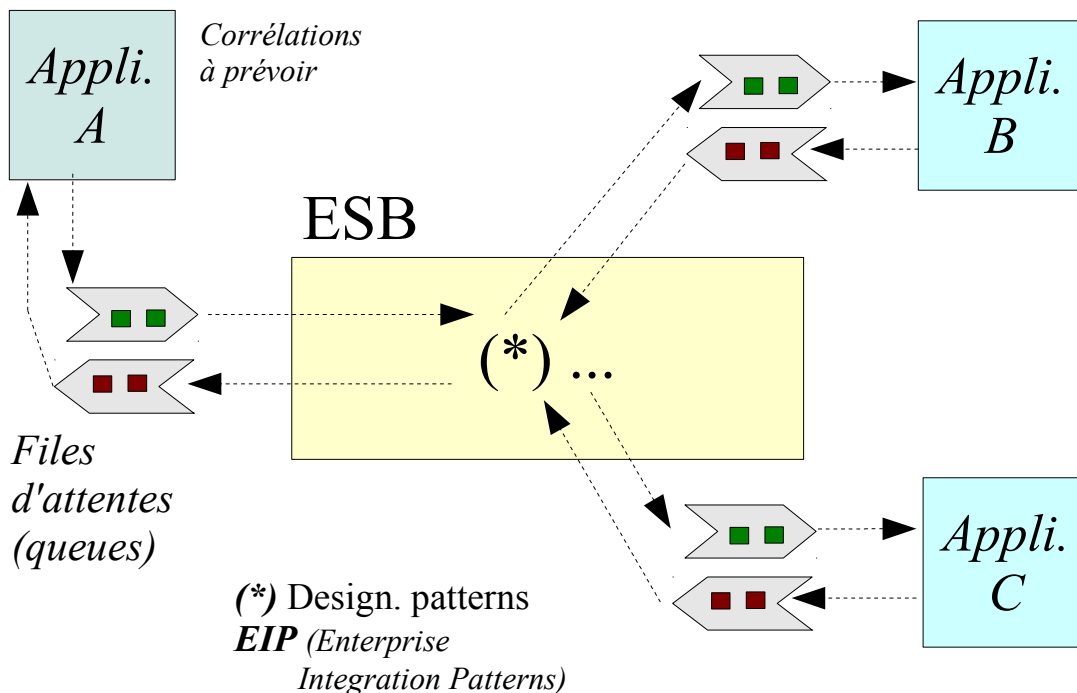 Appli.
A
Corrélations
à prévoir
Appli.
B
ESB
(*) ...
Files
d'attentes
(queues)
Appli.
C
(*) Design. patterns
EIP (Enterprise
Integration Patterns)